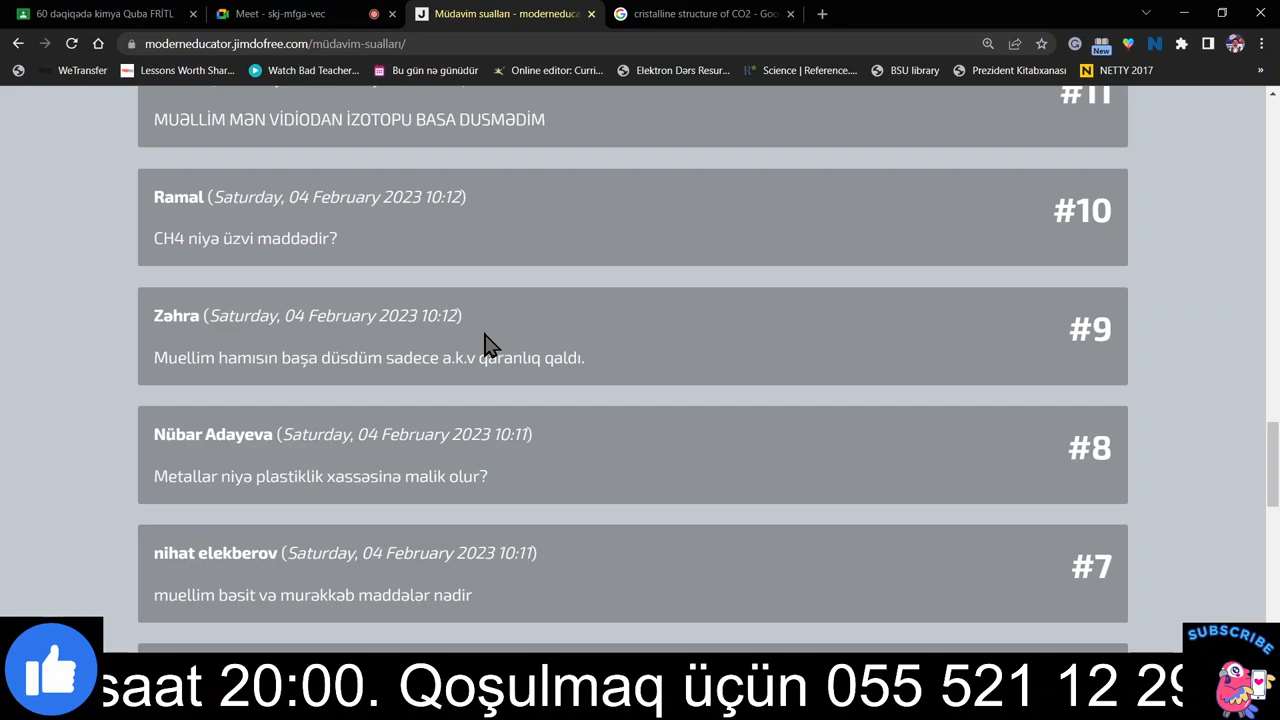 60 dəqiqədə kimya Quba FRİTL
Meet - skj-mfga-vec
Müdavim sualları - moderneduca
cristalline structure of CO2 - Goo
moderneducator.jimdofree.com/müdavim-sualları/
New
WeTransfer
Lessons Worth Shar...
Watch Bad Teacher...
Bu gün nə günüdür
Online editor: Curri...
Elektron Dərs Resur...
Science | Reference...
BSU library
Prezident Kitabxanası
NETTY 2017
»
#11
MUƏLLİM MƏN VİDİODAN İZOTOPU BASA DUSMƏDİM
Ramal (Saturday, 04 February 2023 10:12)
#10
CH4 niyə üzvi maddədir?
Zəhra (Saturday, 04 February 2023 10:12)
#9
Muellim hamısın başa düsdüm sadece a.k.v qaranlıq qaldı.
Nübar Adayeva (Saturday, 04 February 2023 10:11)
#8
Metallar niyə plastiklik xassəsinə malik olur?
nihat elekberov (Saturday, 04 February 2023 10:11)
#7
muellim bəsit və murəkkəb maddələr nədir
SUBSCRIBE
saat 20:00. Qoşulmaq üçün 055 521 12 29